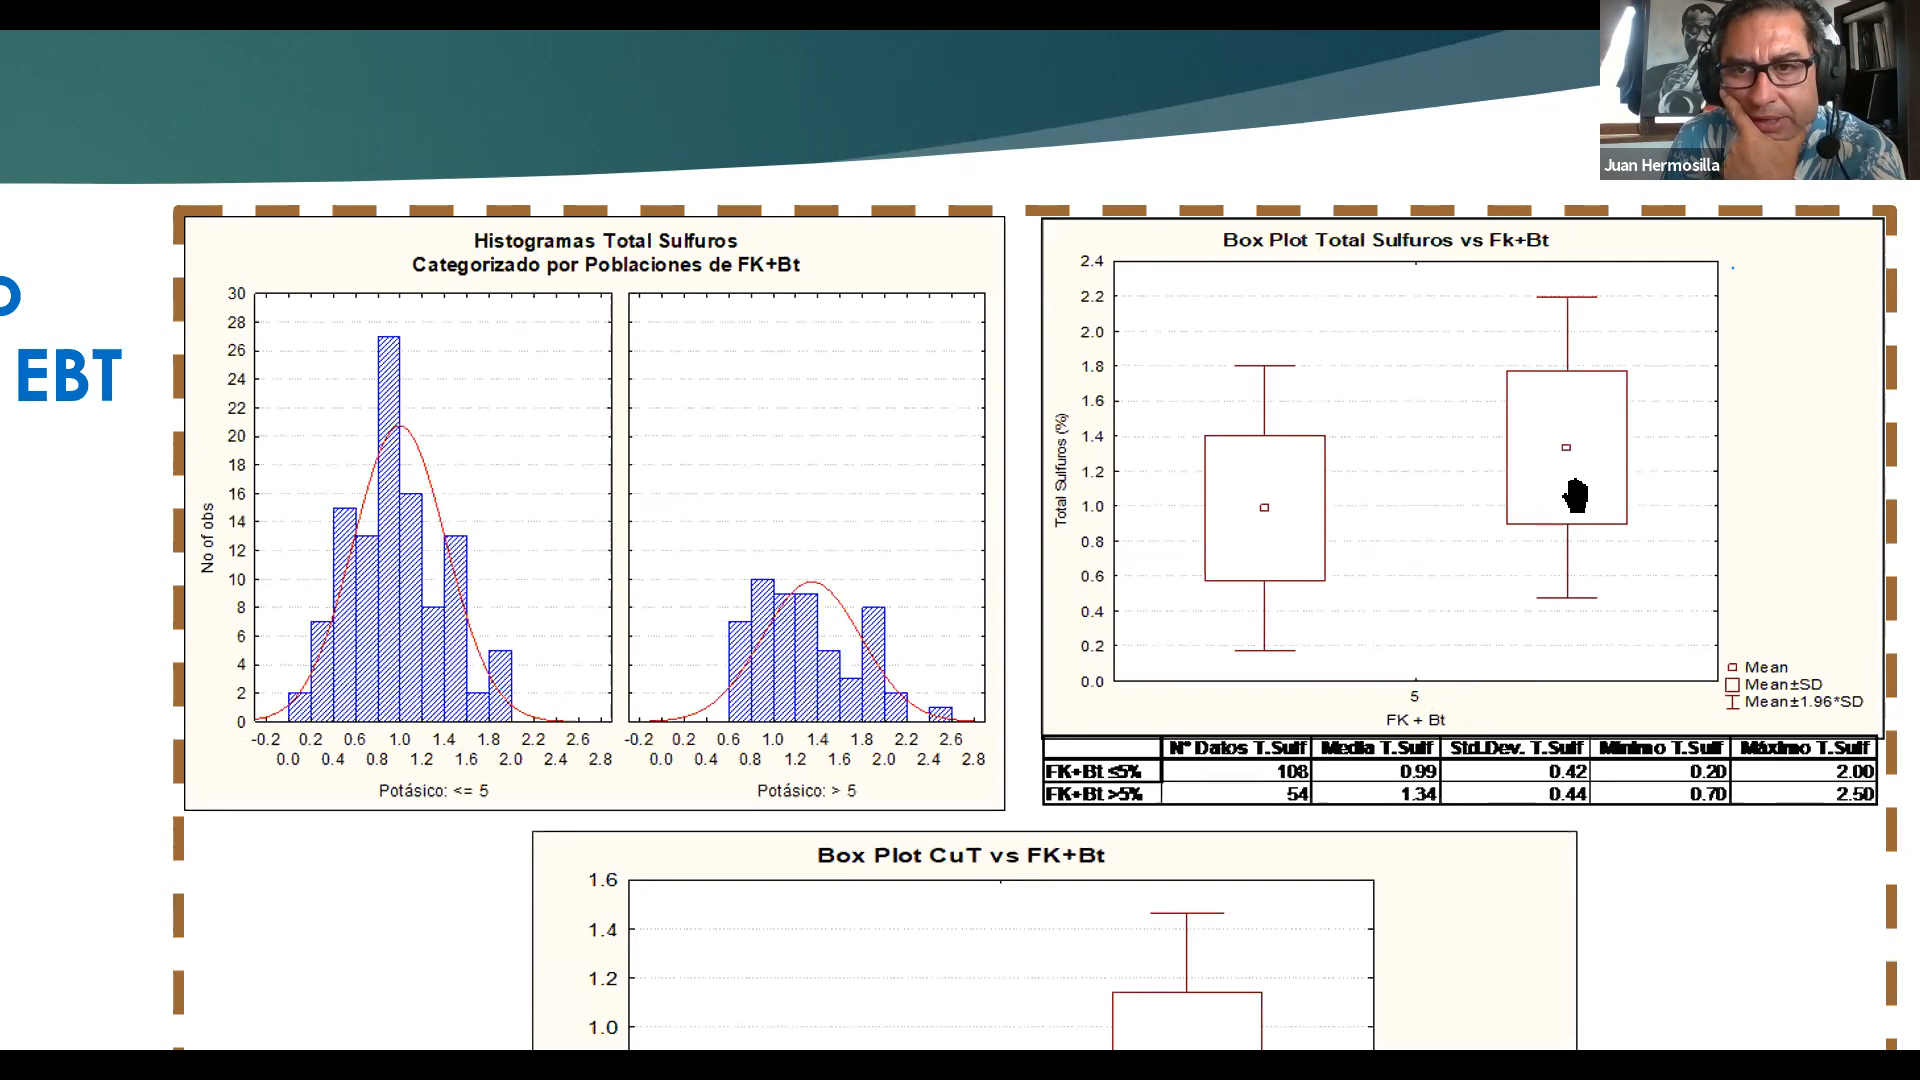 Juan Hermosilla
O
EBT
Histogramas Total Sulfuros
Categorizado por Poblaciones de FK+Bt
30
28
26
24
22
20
18
16
14
12
10
8
6
4
2
0
No of obs
-0.2 0.2 0.6 1.0 1.4 1.8 2.2 2.6
0.0 0.4 0.8 1.2 1.6 2.0 2.4 2.8
Potásico: <= 5
-0.2 0.2 0.6 1.0 1.4 1.8 2.2 2.6
0.0 0.4 0.8 1.2 1.6 2.0 2.4 2.8
Potásico: > 5
Box Plot Total Sulfuros vs Fk+Bt
2.4
2.2
2.0
1.8
1.6
1.4
1.2
1.0
0.8
0.6
0.4
0.2
0.0
Total Sulfuros (%)
5
FK + Bt
Mean
Mean±SD
Mean±1.96*SD
N° Datos T.Sulf Media T.Sulf Std.Dev. T.Sulf Mínimo T.Sulf Máximo T.Sulf
FK+Bt ≤5% 108 0.99 0.42 0.20 2.00
FK+Bt >5% 54 1.34 0.44 0.70 2.50
Box Plot CuT vs FK+Bt
1.6
1.4
1.2
1.0